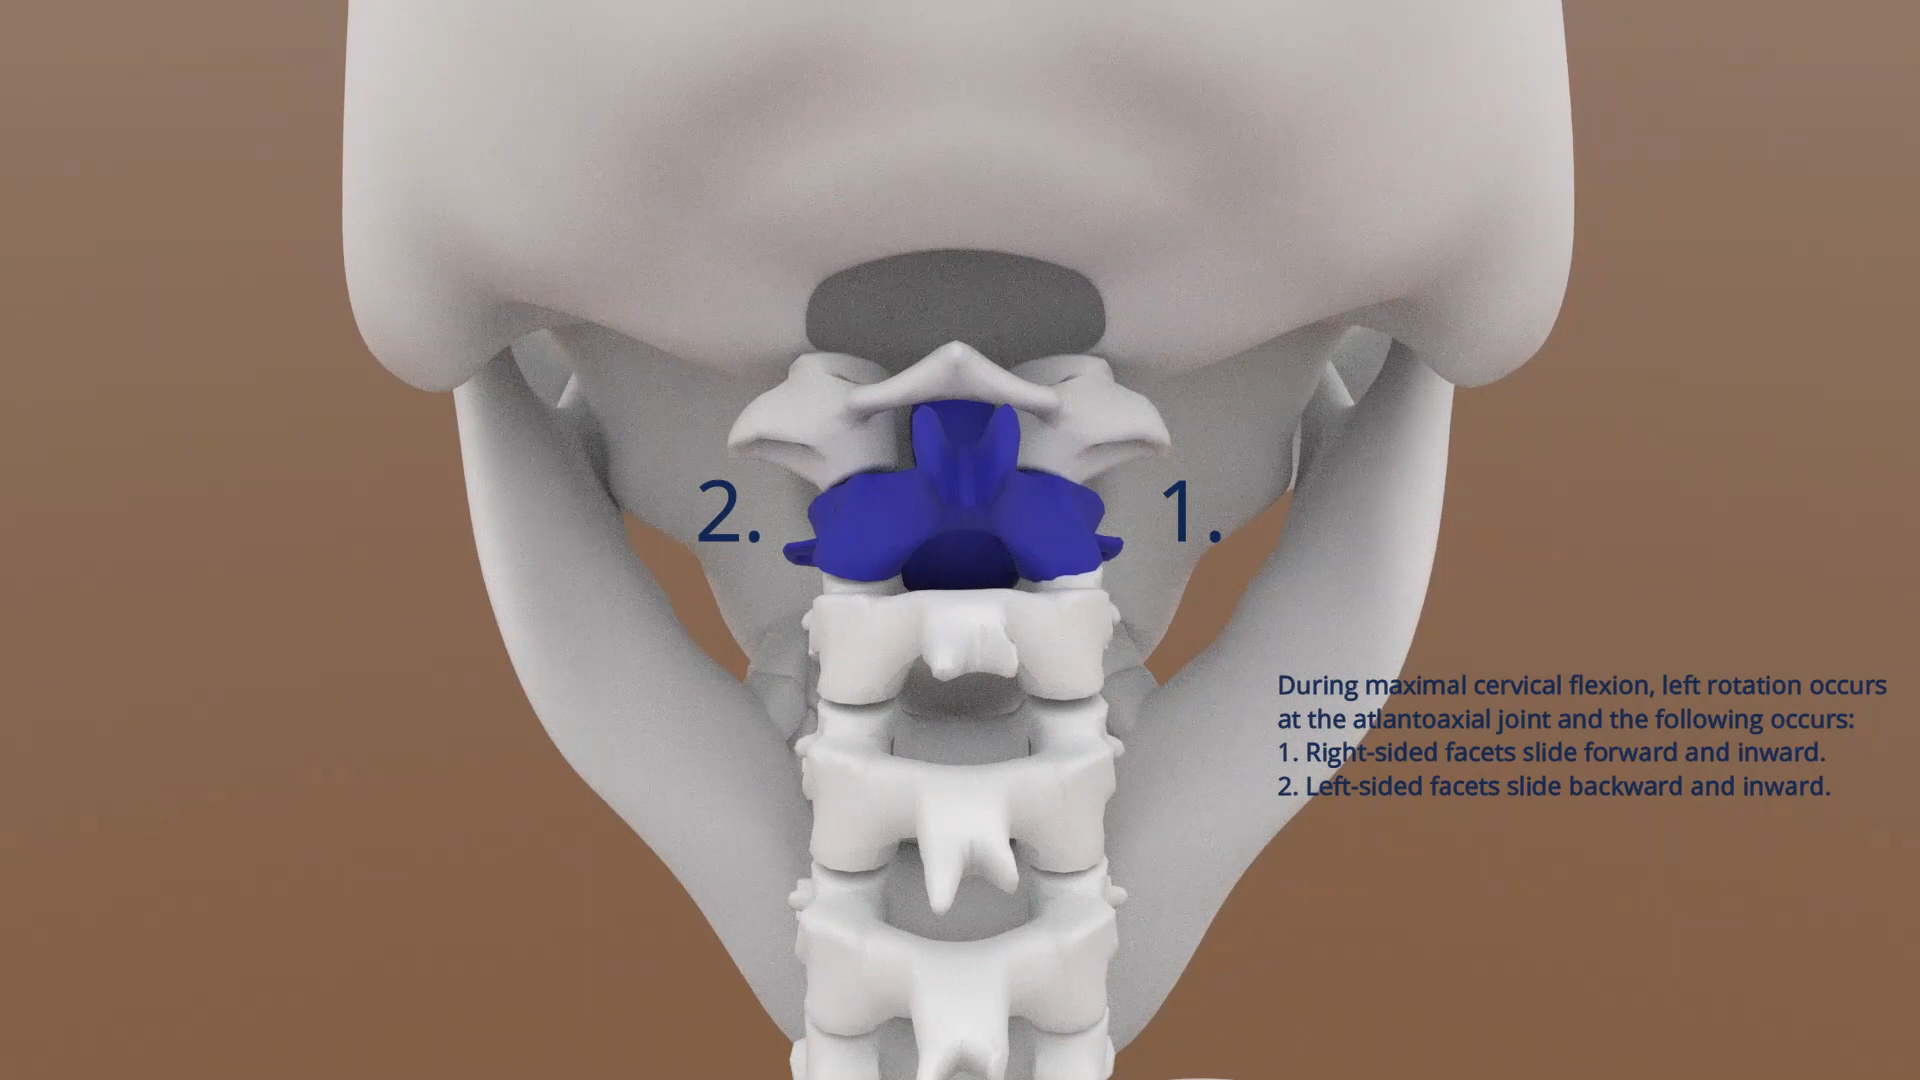 2.
1.
During maximal cervical flexion, left rotation occurs
at the atlantoaxial joint and the following occurs:
1. Right-sided facets slide forward and inward.
2. Left-sided facets slide backward and inward.